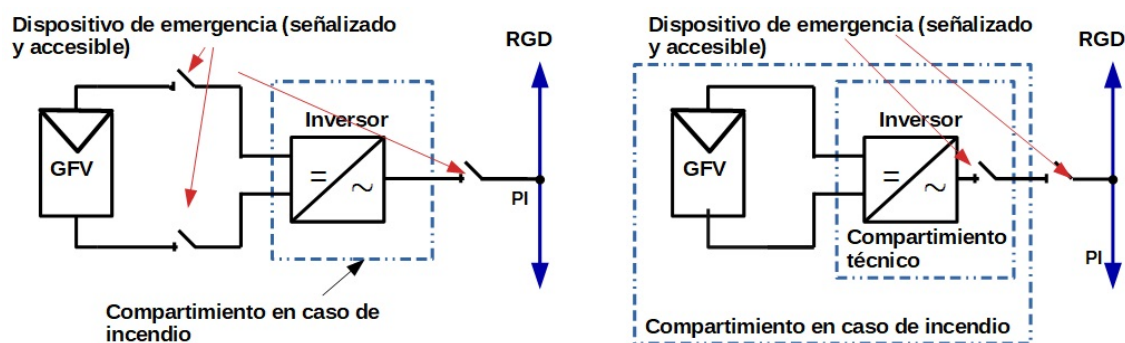 Dispositivo de emergencia (señalizado
y accesible)
RGD
Inversor
GFV
=
~
PI
Compartimiento en caso de
incendio
Dispositivo de emergencia (señalizado
y accesible)
RGD
Inversor
GFV
=
~
Compartimiento
técnico
PI
Compartimiento en caso de incendio